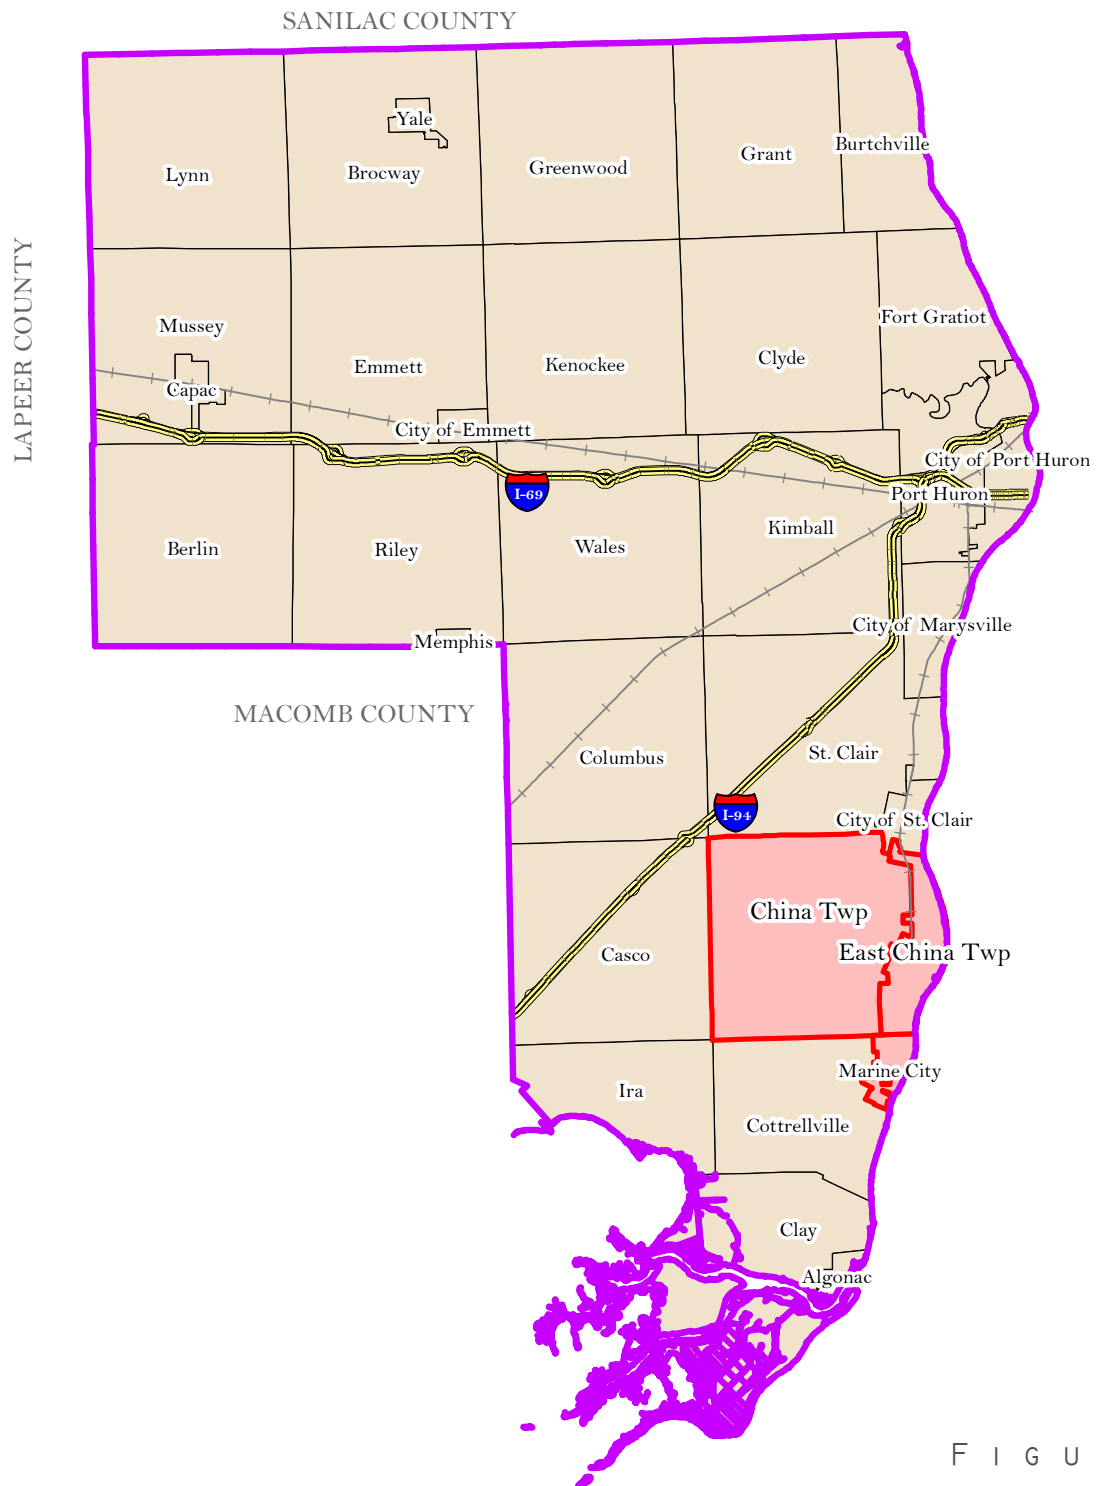 SANILAC COUNTY
Yale
Burtchville
Grant
Greenwood
Brocway
Lynn
LAPEER COUNTY
Fort Gratiot
Mussey
Clyde
Kenockee
Emmett
Capac
City of Emmett
City of Port Huron
I-69
Port Huron
Kimball
Wales
Berlin
Riley
City of Marysville
Memphis
MACOMB COUNTY
St. Clair
Columbus
I-94
City of St. Clair
China Twp
East China Twp
Casco
Marine City
Ira
Cottrellville
Clay
Algonac
F I G U